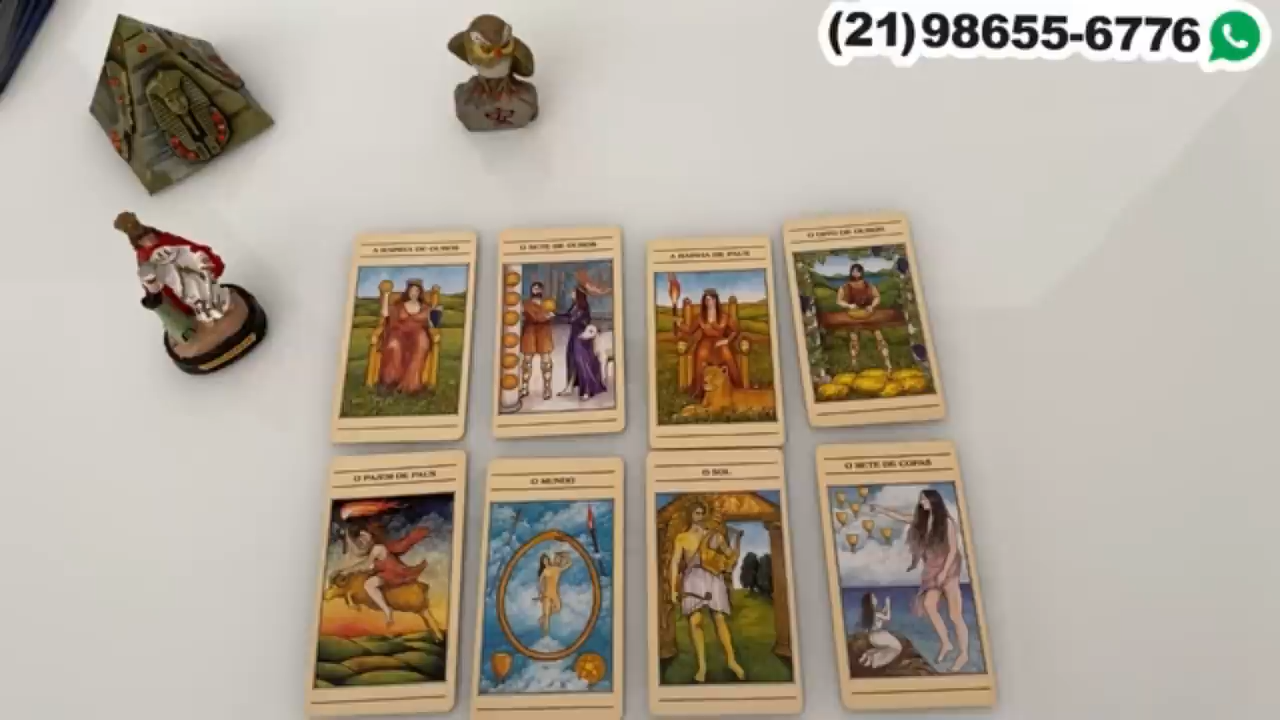 (21)98655-6776
A RAINHA DE OUROS
O SETE DE OUROS
A RAINHA DE PAUS
O OITO DE OUROS
O PAJEM DE PAUS
O MUNDO
O SOL
O SETE DE COPAS